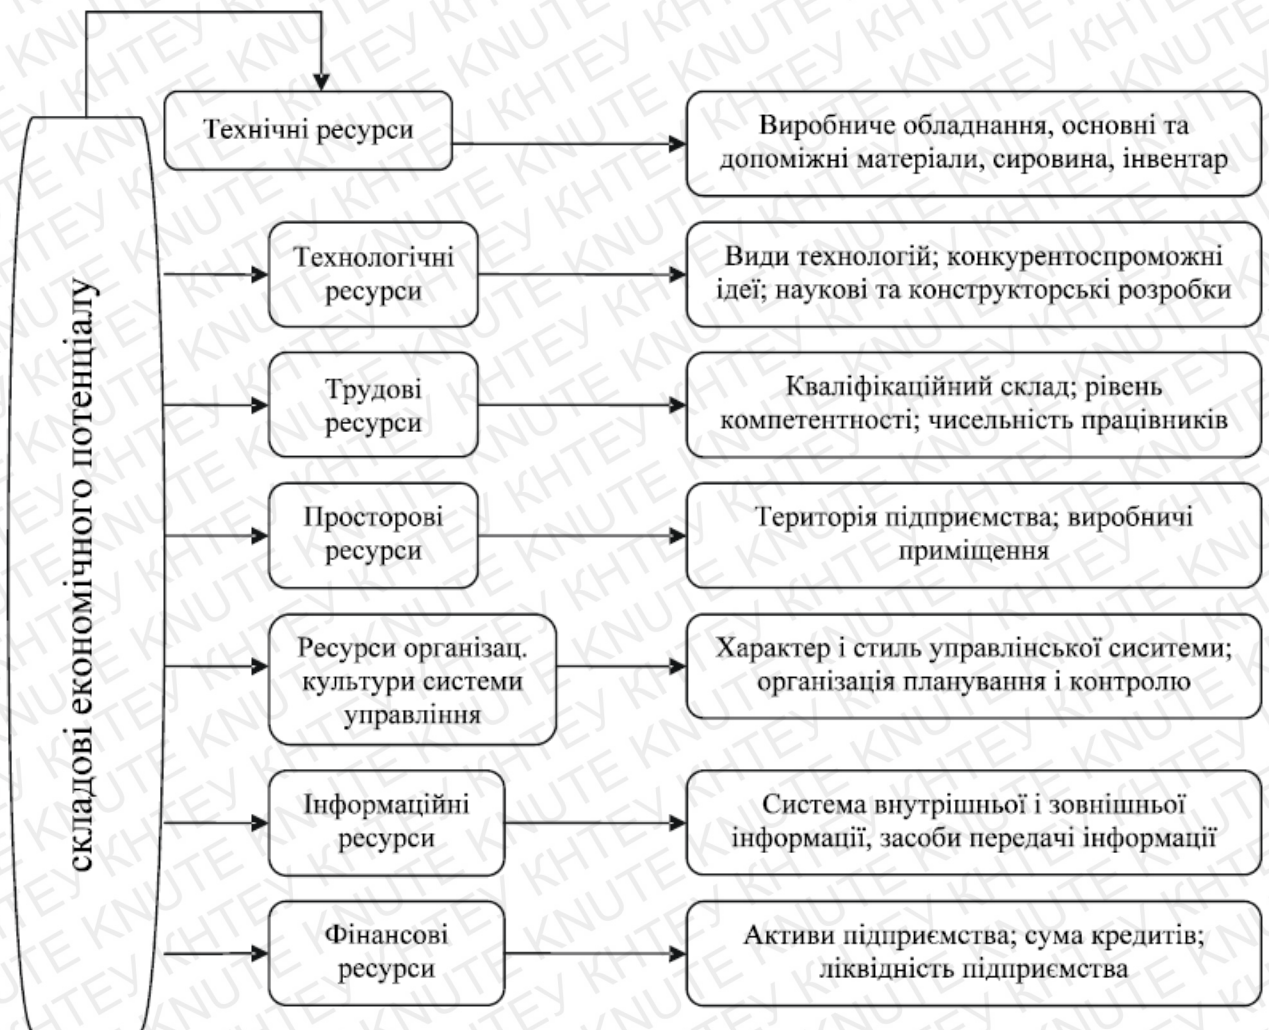 складові економічного потенціалу
Технічні ресурси
Виробниче обладнання, основні та
допоміжні матеріали, сировина, інвентар
Технологічні
ресурси
Види технологій; конкурентоспроможні
ідеї; наукові та конструкторські розробки
Трудові
ресурси
Кваліфікаційний склад; рівень
компетентності; чисельність працівників
Просторові
ресурси
Територія підприємства; виробничі
приміщення
Ресурси організац.
культури системи
управління
Характер і стиль управлінської сиситеми;
організація планування і контролю
Інформаційні
ресурси
Система внутрішньої і зовнішньої
інформації, засоби передачі інформації
Фінансові
ресурси
Активи підприємства; сума кредитів;
ліквідність підприємства
КНТЕУ KNUTE